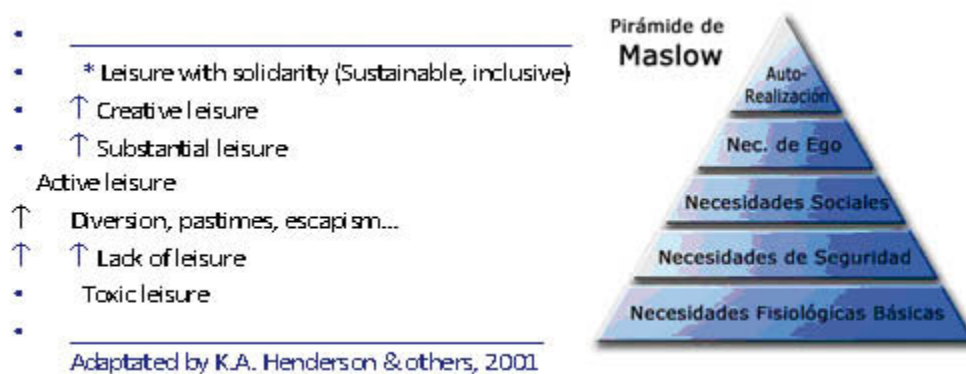 * Leisure with solidarity (Sustainable, inclusive)
↑ Creative leisure
↑ Substantial leisure
Active leisure
↑ Diversion, pastimes, escapism...
↑ ↑ Lack of leisure
Toxic leisure
Adaptated by K.A. Henderson & others, 2001
Pirámide de
Maslow
Auto-
Realización
Nec. de Ego
Necesidades Sociales
Necesidades de Seguridad
Necesidades Fisiológicas Básicas